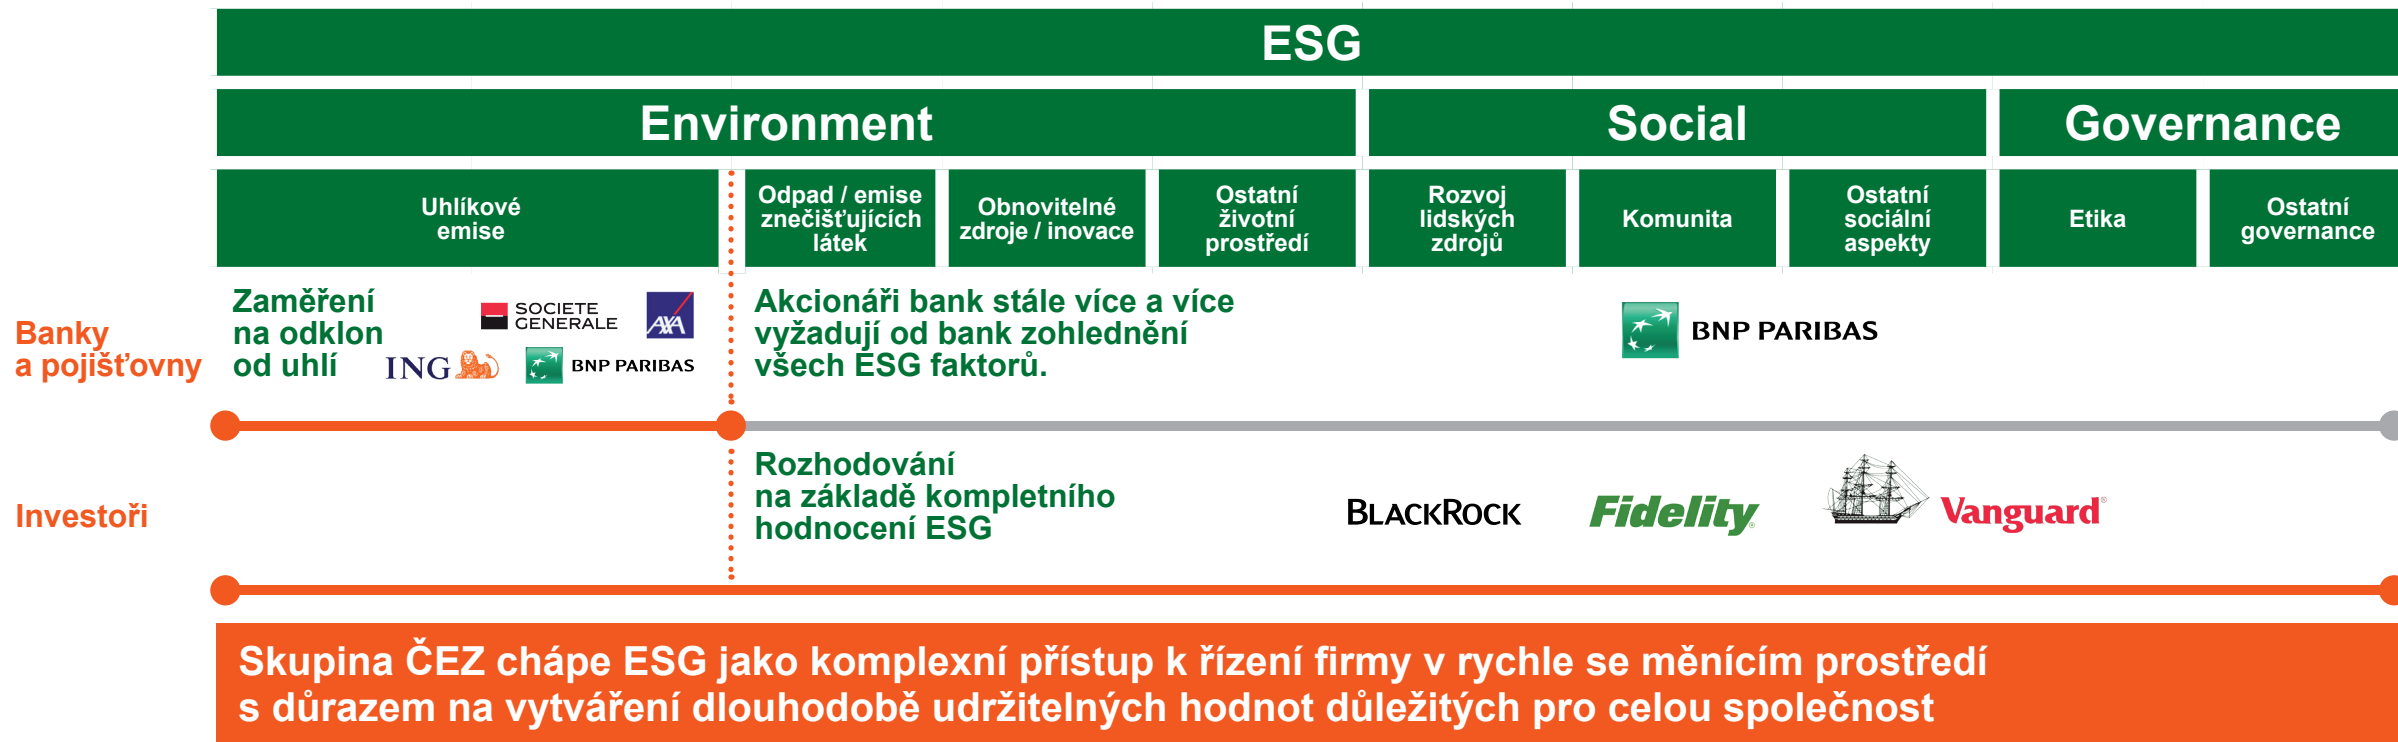 ESG
Environment
Social
Governance
Uhlíkové
emise
Odpad / emise
znečišťujících
látek
Obnovitelné
zdroje / inovace
Ostatní
životní
prostředí
Rozvoj
lidských
zdrojů
Komunita
Ostatní
sociální
aspekty
Etika
Ostatní
governance
Banky
a pojišťovny
Zaměření
na odklon
od uhlí
SOCIETE
GENERALE
AXA
ING
BNP PARIBAS
Akcionáři bank stále více a více
vyžadují od bank zohlednění
všech ESG faktorů.
BNP PARIBAS
Investoři
Rozhodování
na základě kompletního
hodnocení ESG
BLACKROCK
Fidelity
Vanguard®
Skupina ČEZ chápe ESG jako komplexní přístup k řízení firmy v rychle se měnícím prostředí
s důrazem na vytváření dlouhodobě udržitelných hodnot důležitých pro celou společnost